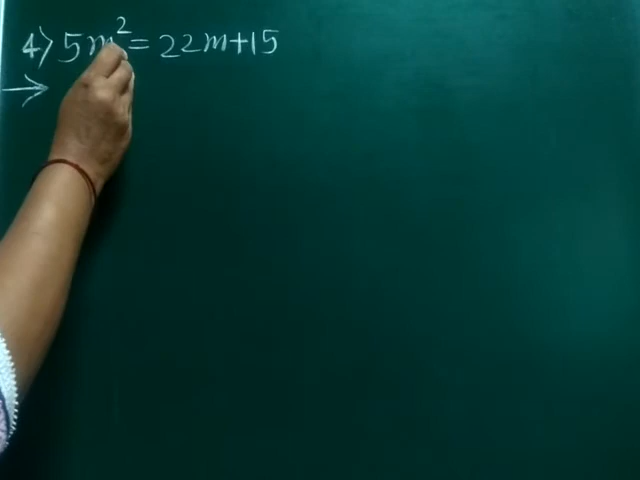 4) 5m² = 22m+15
→